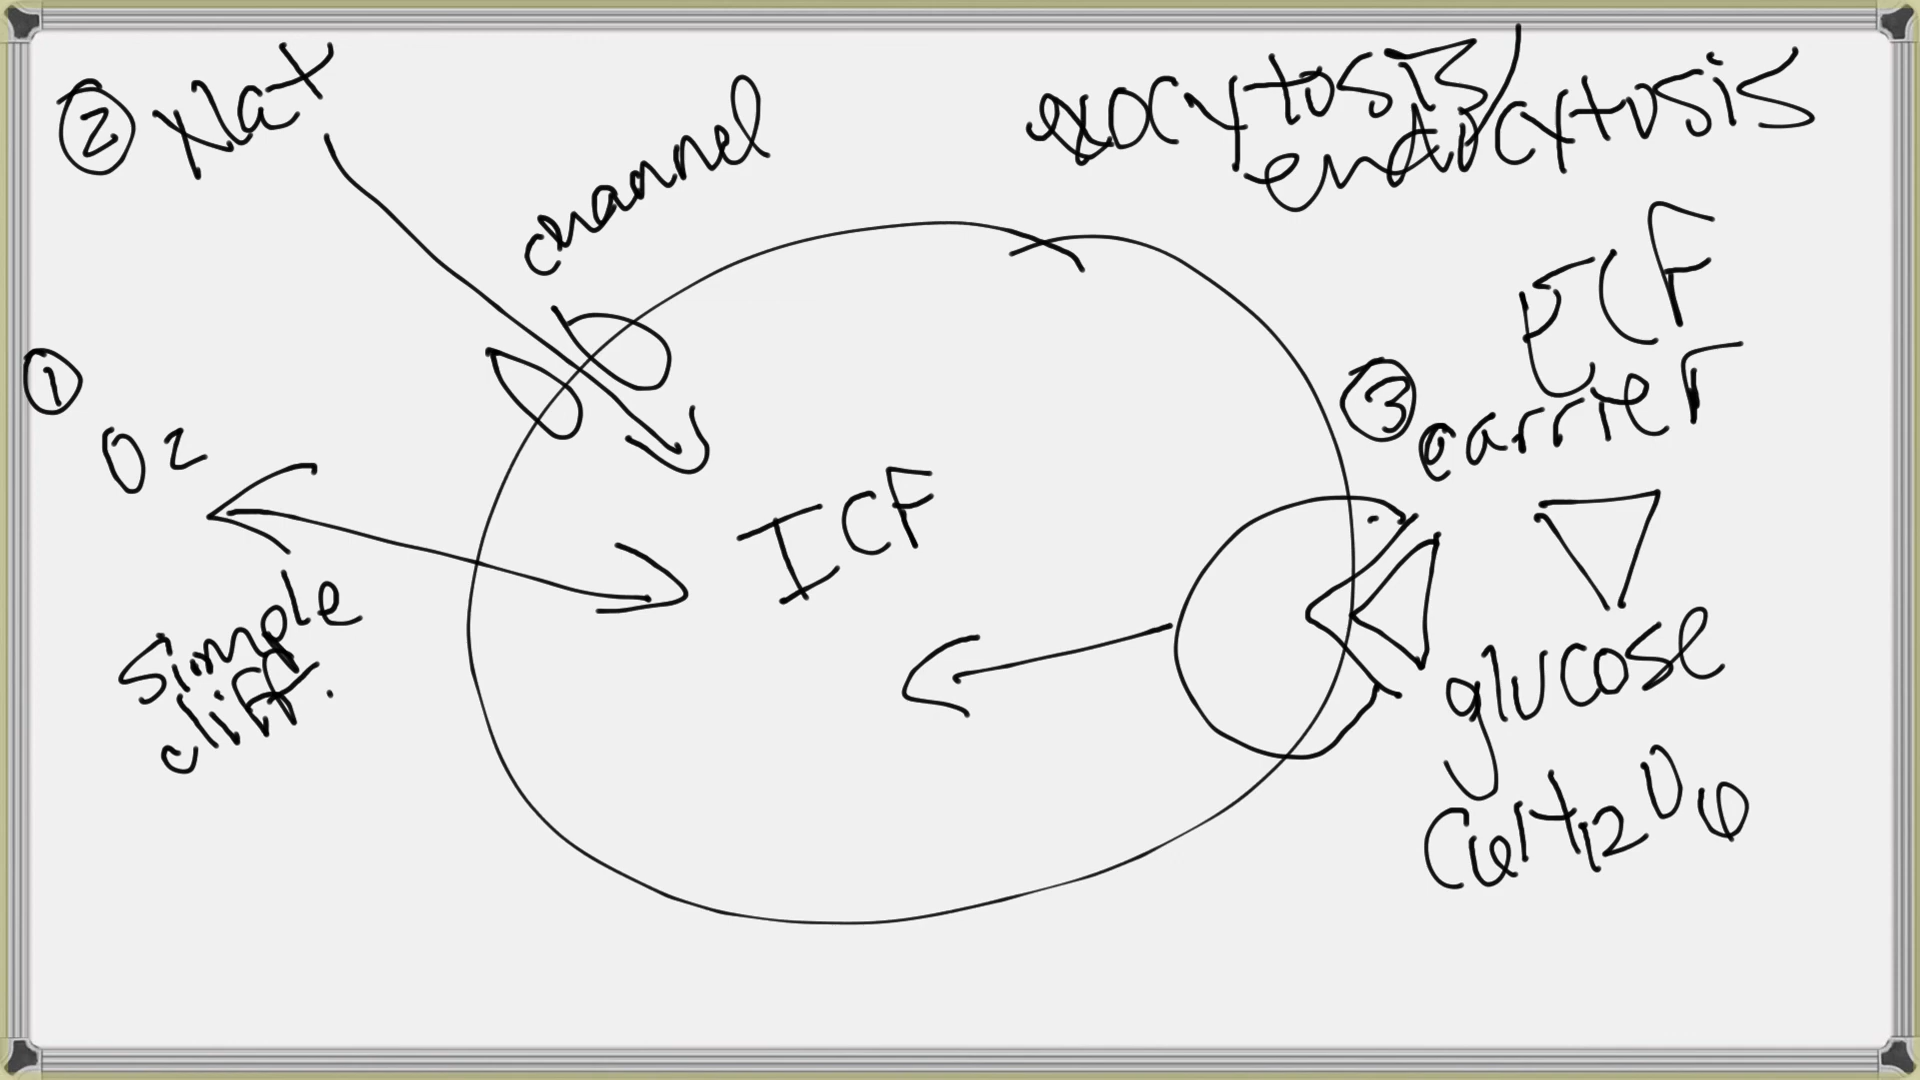 ② Na+
channel
exocytosis/
endocytosis
ECF
①
O2
simple
diff.
ICF
③
carrier
glucose
C6H12O6